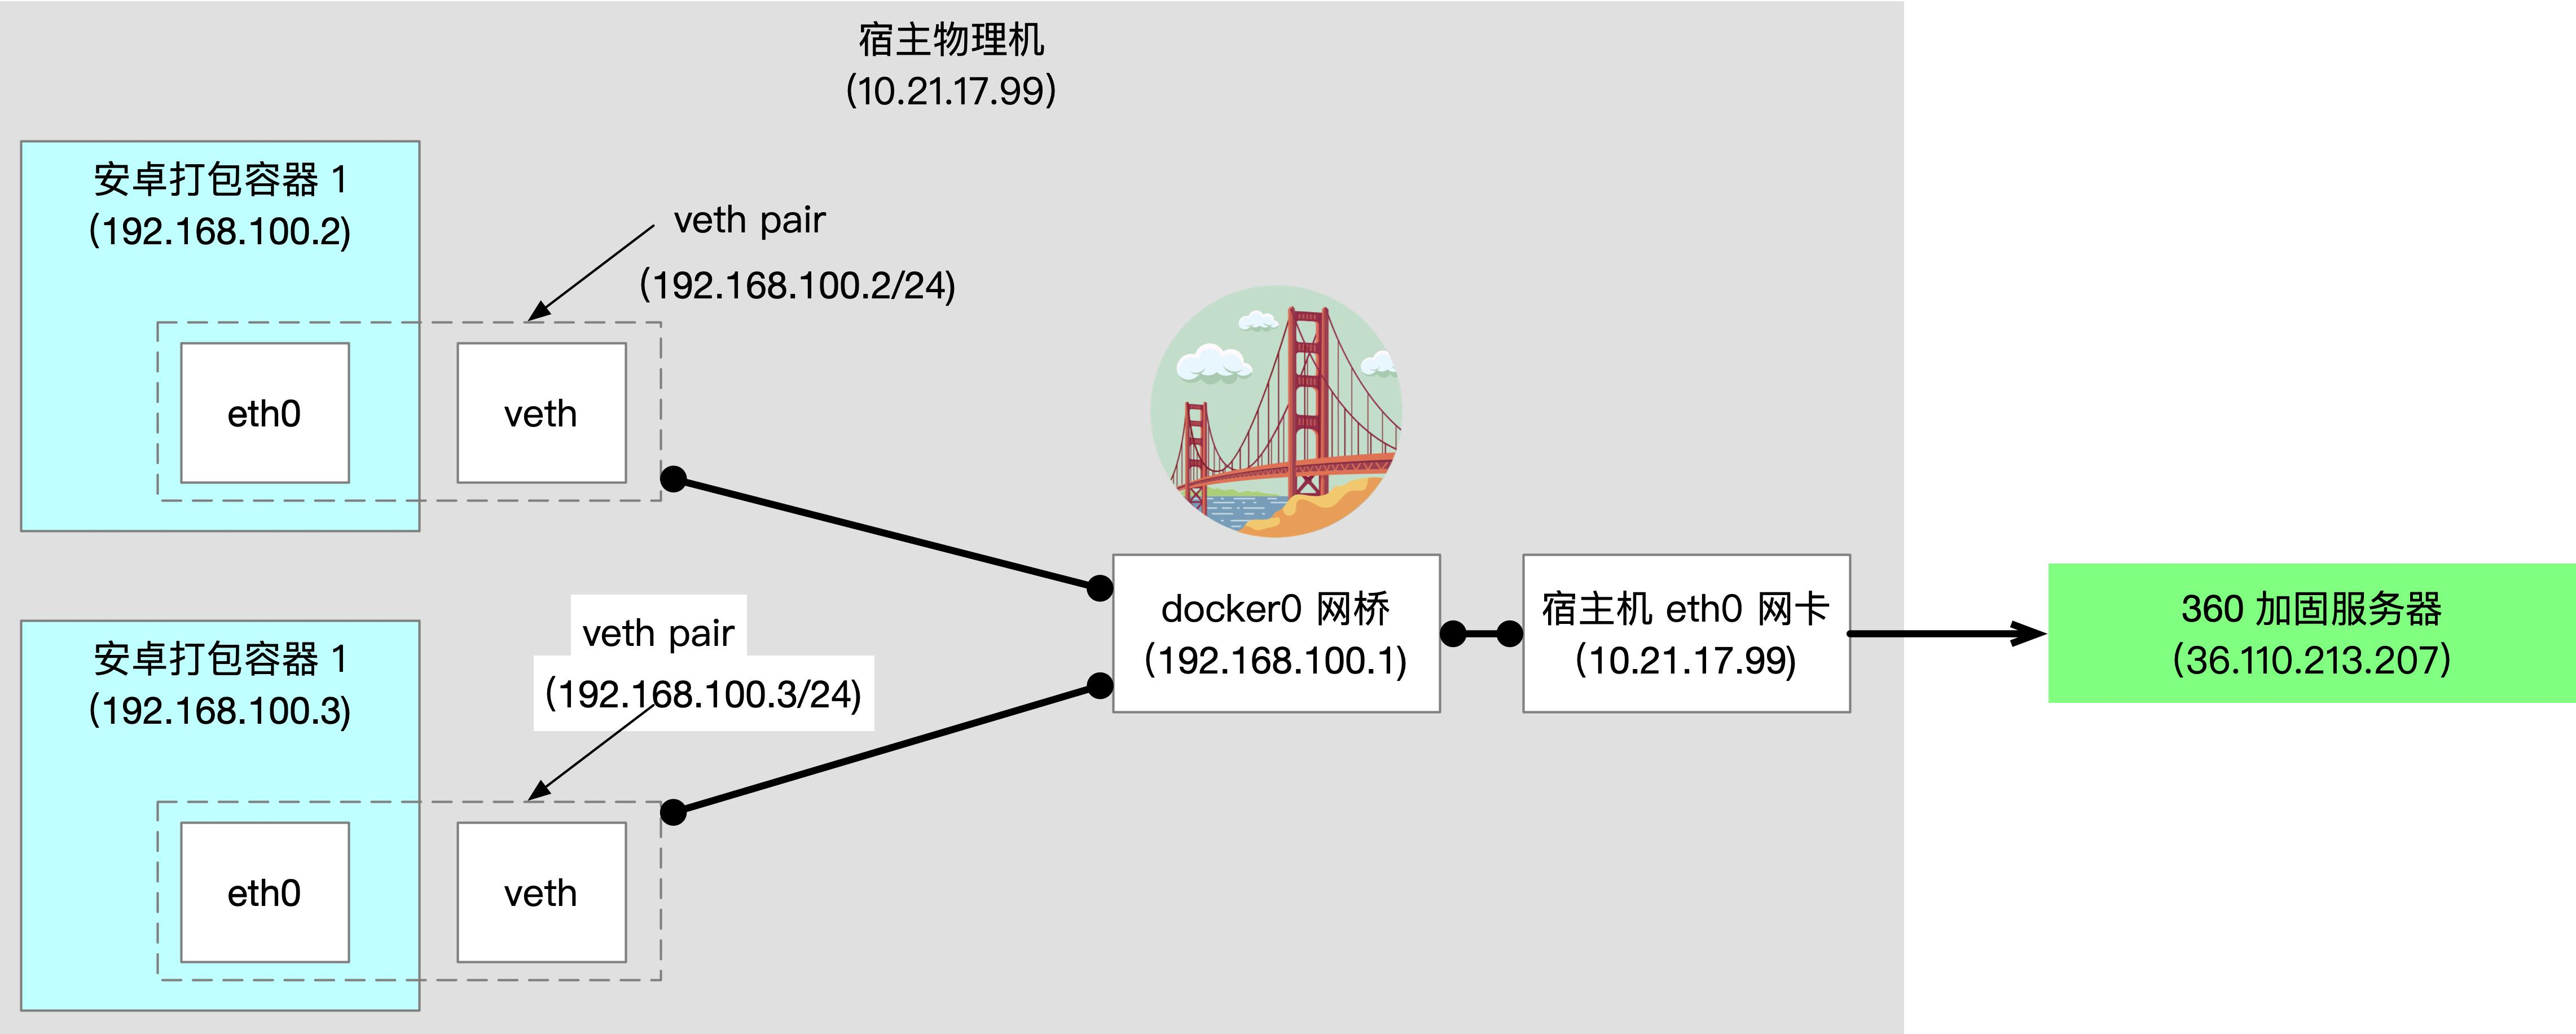 宿主物理机
(10.21.17.99)
安卓打包容器 1
(192.168.100.2)
veth pair
(192.168.100.2/24)
eth0
veth
安卓打包容器 1
(192.168.100.3)
veth pair
(192.168.100.3/24)
eth0
veth
docker0 网桥
(192.168.100.1)
宿主机 eth0 网卡
(10.21.17.99)
360 加固服务器
(36.110.213.207)